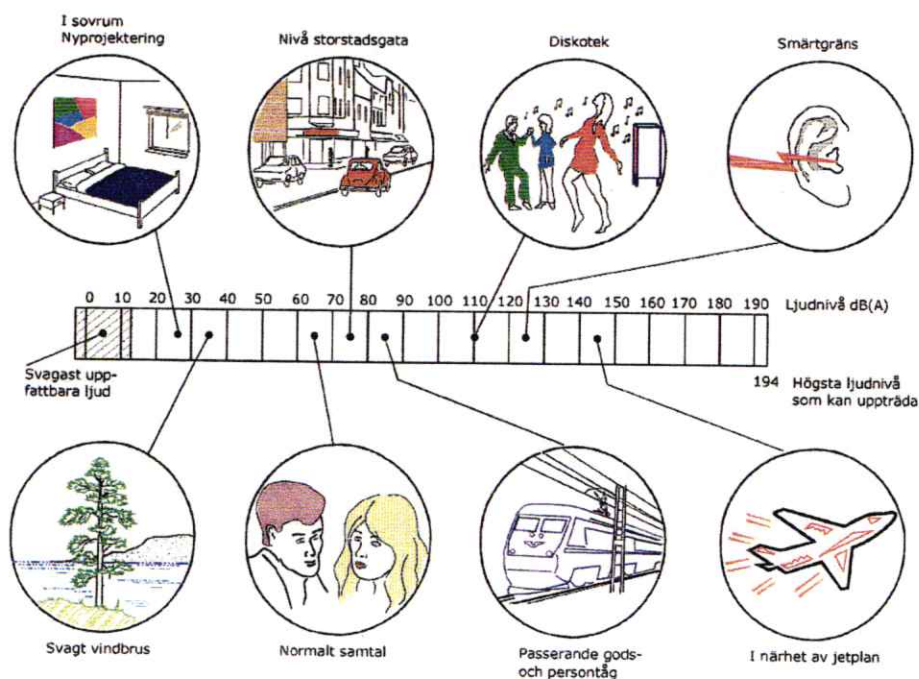 I sovrum
Nyprojektering
Nivå storstadsgata
Diskotek
Smärtgräns
0 10 20 30 40 50 60 70 80 90 100 110 120 130 140 150 160 170 180 190 Ljudnivå dB(A)
Svagast upp-
fattbara ljud
194 Högsta ljudnivå
som kan uppträda
Svagt vindbrus
Normalt samtal
Passerande gods-
och persontåg
I närhet av jetplan